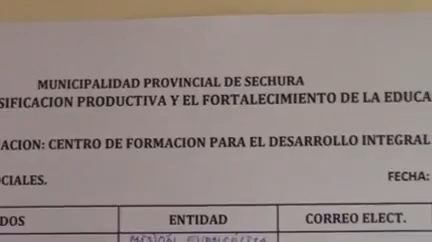 MUNICIPALIDAD PROVINCIAL DE SECHURA
SIFICACION PRODUCTIVA Y EL FORTALECIMIENTO DE LA EDUCA
ACION: CENTRO DE FORMACION PARA EL DESARROLLO INTEGRAL
CIALES. FECHA:
DOS ENTIDAD CORREO ELECT.